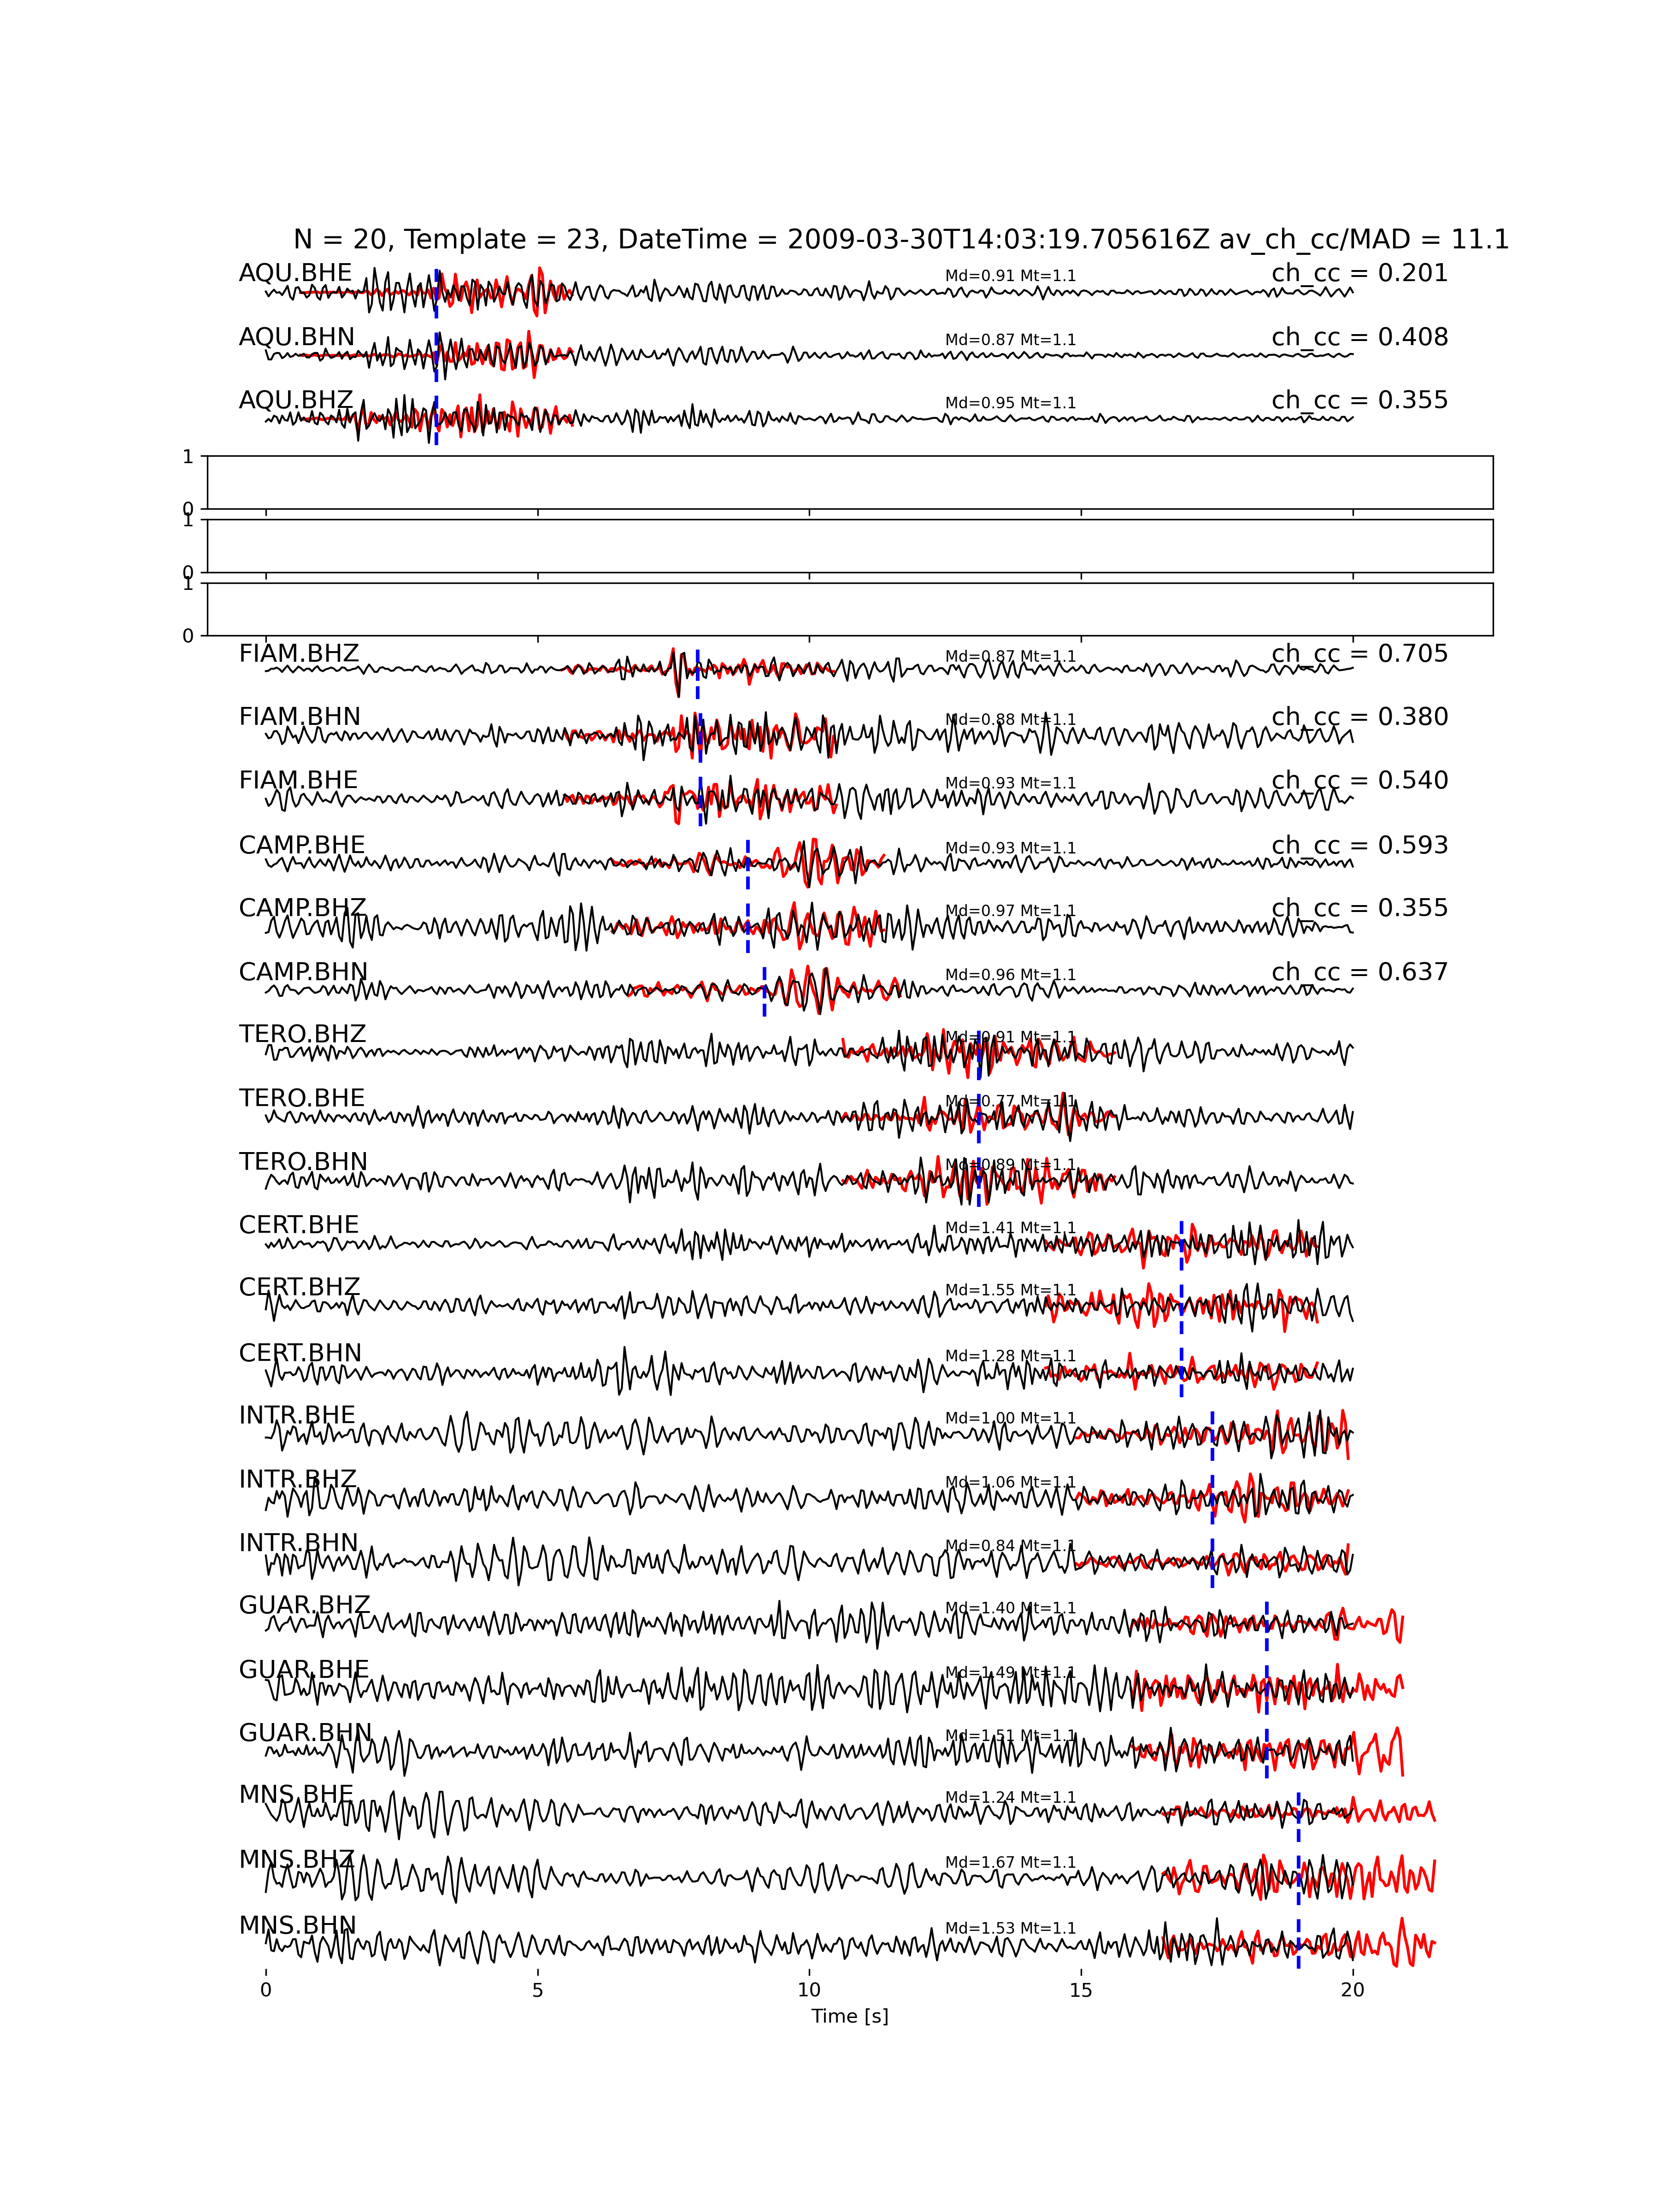 N = 20, Template = 23, DateTime = 2009-03-30T14:03:19.705616Z av_ch_cc/MAD = 11.1
AQU.BHE Md=0.91 Mt=1.1 ch_cc = 0.201
AQU.BHN Md=0.87 Mt=1.1 ch_cc = 0.408
AQU.BHZ Md=0.95 Mt=1.1 ch_cc = 0.355
1
0
1
0
1
0
FIAM.BHZ Md=0.87 Mt=1.1 ch_cc = 0.705
FIAM.BHN Md=0.88 Mt=1.1 ch_cc = 0.380
FIAM.BHE Md=0.93 Mt=1.1 ch_cc = 0.540
CAMP.BHE Md=0.93 Mt=1.1 ch_cc = 0.593
CAMP.BHZ Md=0.97 Mt=1.1 ch_cc = 0.355
CAMP.BHN Md=0.96 Mt=1.1 ch_cc = 0.637
TERO.BHZ Md=0.91 Mt=1.1
TERO.BHE Md=0.77 Mt=1.1
TERO.BHN Md=0.89 Mt=1.1
CERT.BHE Md=1.41 Mt=1.1
CERT.BHZ Md=1.55 Mt=1.1
CERT.BHN Md=1.28 Mt=1.1
INTR.BHE Md=1.00 Mt=1.1
INTR.BHZ Md=1.06 Mt=1.1
INTR.BHN Md=0.84 Mt=1.1
GUAR.BHZ Md=1.40 Mt=1.1
GUAR.BHE Md=1.49 Mt=1.1
GUAR.BHN Md=1.51 Mt=1.1
MNS.BHE Md=1.24 Mt=1.1
MNS.BHZ Md=1.67 Mt=1.1
MNS.BHN Md=1.53 Mt=1.1
0 5 10 15 20
Time [s]